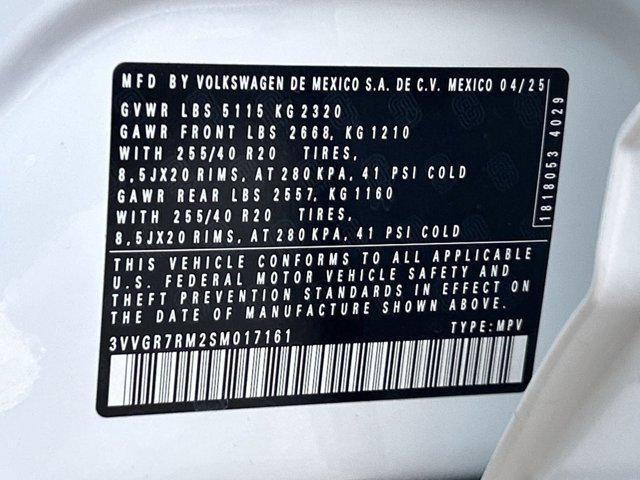 MFD BY VOLKSWAGEN DE MEXICO S.A. DE C.V. MEXICO 04/25
GVWR LBS 5115 KG 2320
GAWR FRONT LBS 2668, KG 1210
WITH 255/40 R20 TIRES,
8,5JX20 RIMS, AT 280 KPA, 41 PSI COLD
GAWR REAR LBS 2557, KG 1160
WITH 255/40 R20 TIRES,
8,5JX20 RIMS, AT 280 KPA, 41 PSI COLD
1818053 4029
THIS VEHICLE CONFORMS TO ALL APPLICABLE
U.S. FEDERAL MOTOR VEHICLE SAFETY AND
THEFT PREVENTION STANDARDS IN EFFECT ON
THE DATE OF MANUFACTURE SHOWN ABOVE.
3VVGR7RM2SM017161 TYPE: MPV